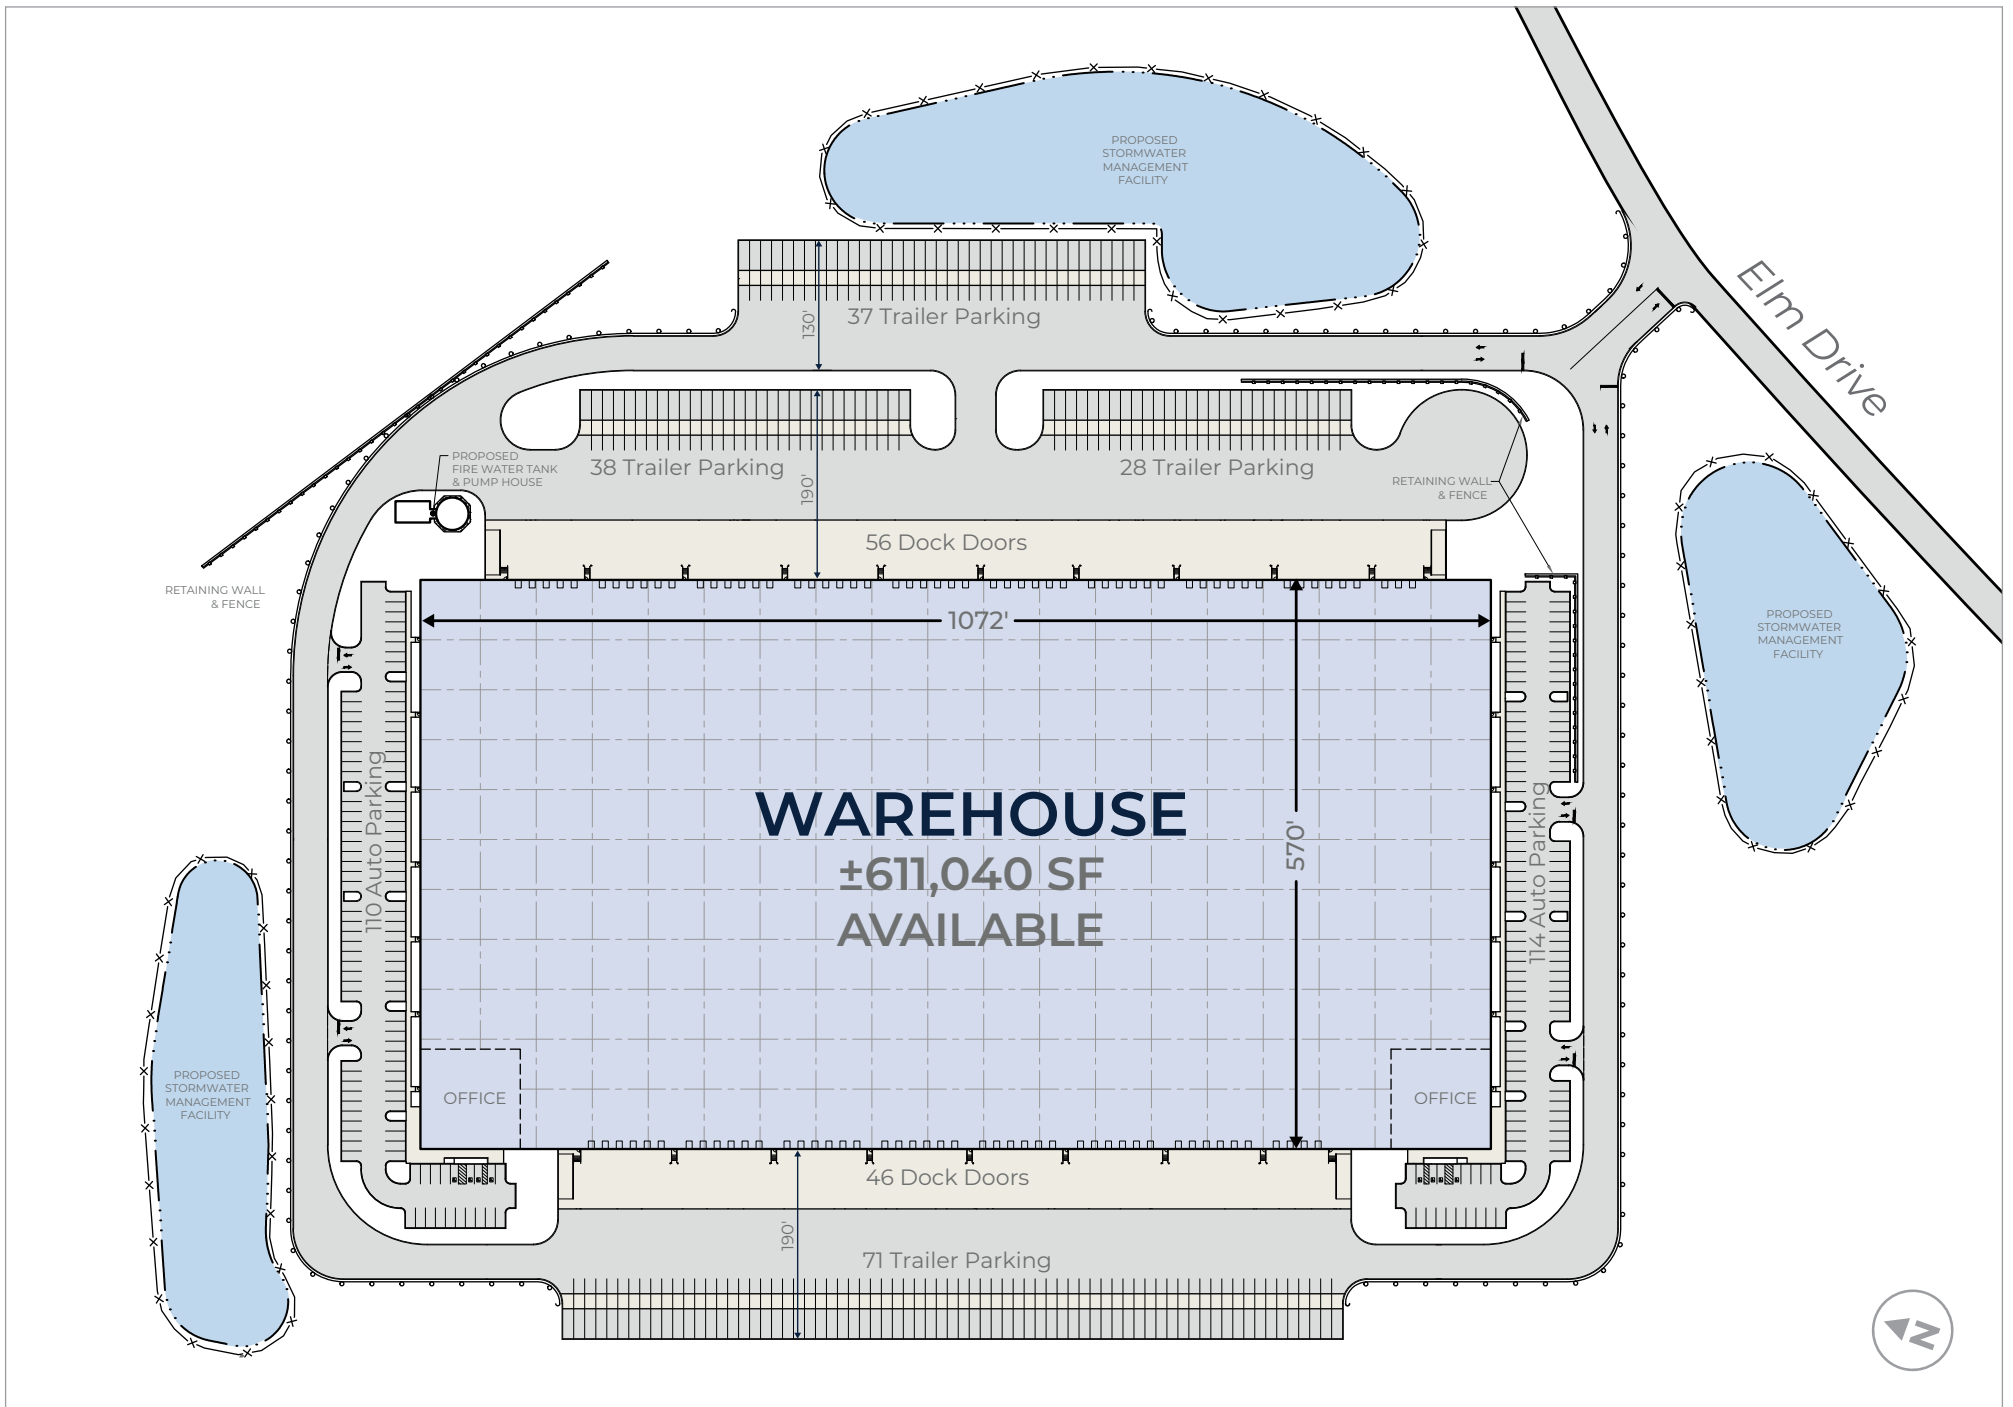 PROPOSED
STORMWATER
MANAGEMENT
FACILITY
Elm Drive
130'
37 Trailer Parking
PROPOSED
FIRE WATER TANK
& PUMP HOUSE
38 Trailer Parking
190'
28 Trailer Parking
RETAINING WALL
& FENCE
56 Dock Doors
RETAINING WALL
& FENCE
1072'
PROPOSED
STORMWATER
MANAGEMENT
FACILITY
110 Auto Parking
WAREHOUSE
±611,040 SF
AVAILABLE
570'
114 Auto Parking
PROPOSED
STORMWATER
MANAGEMENT
FACILITY
OFFICE
OFFICE
46 Dock Doors
190'
71 Trailer Parking
N